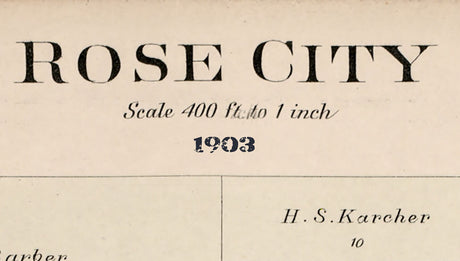 ROSE CITY
Scale 400 ft. to 1 inch
1903
H. S. Karcher
10